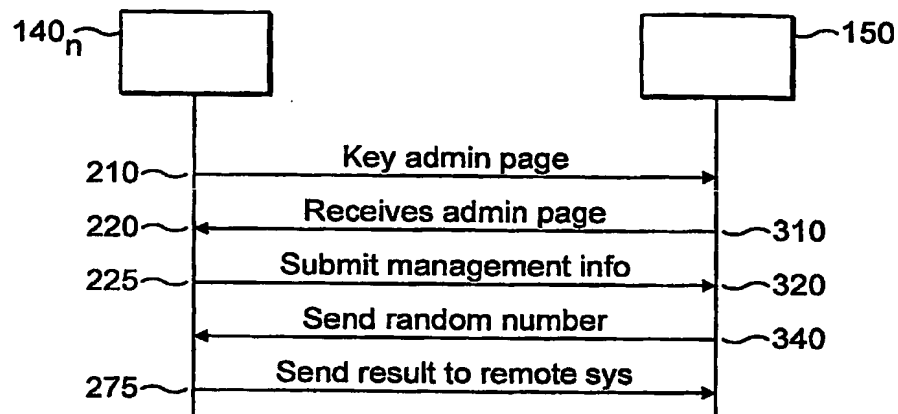 140n 150
Key admin page
210
Receives admin page
220 310
Submit management info
225 320
Send random number
340
Send result to remote sys
275